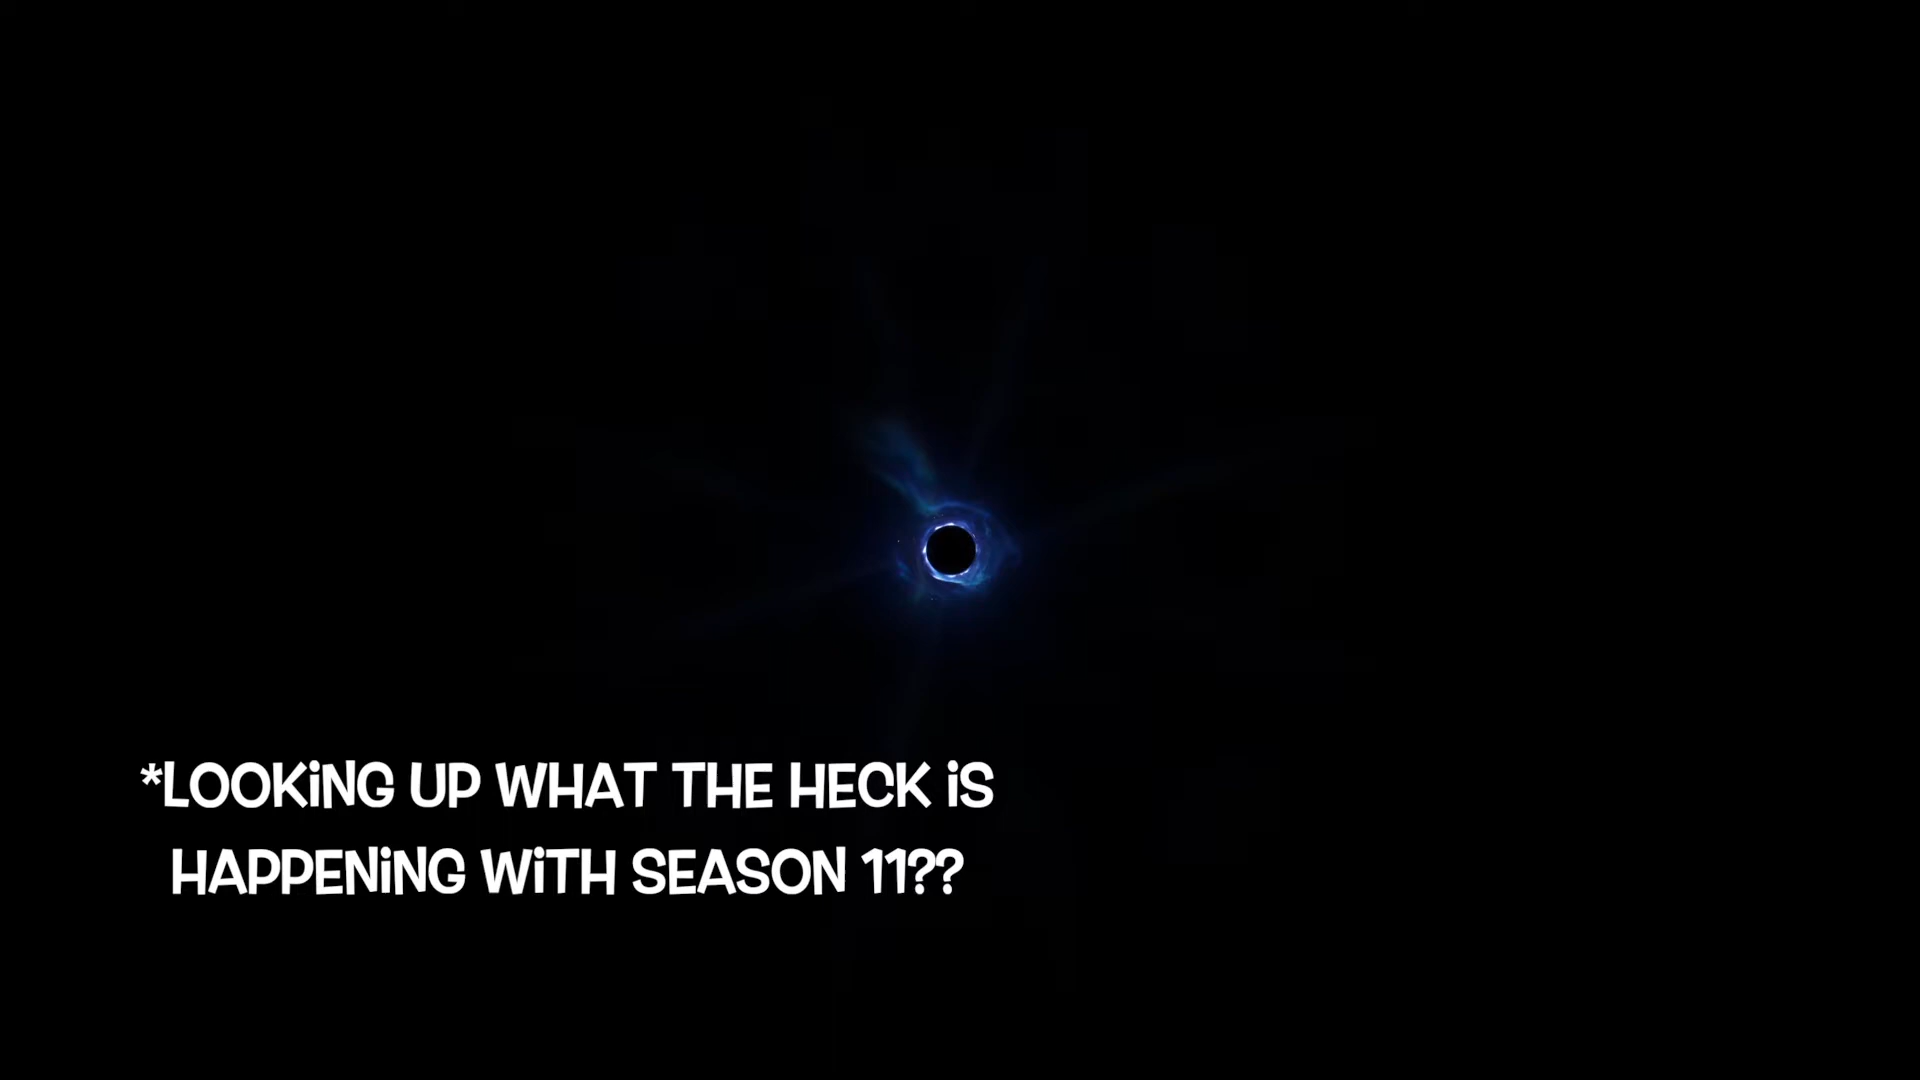 *LOOKiNG UP WHAT THE HECK iS
HAPPENiNG WiTH SEASON 11??